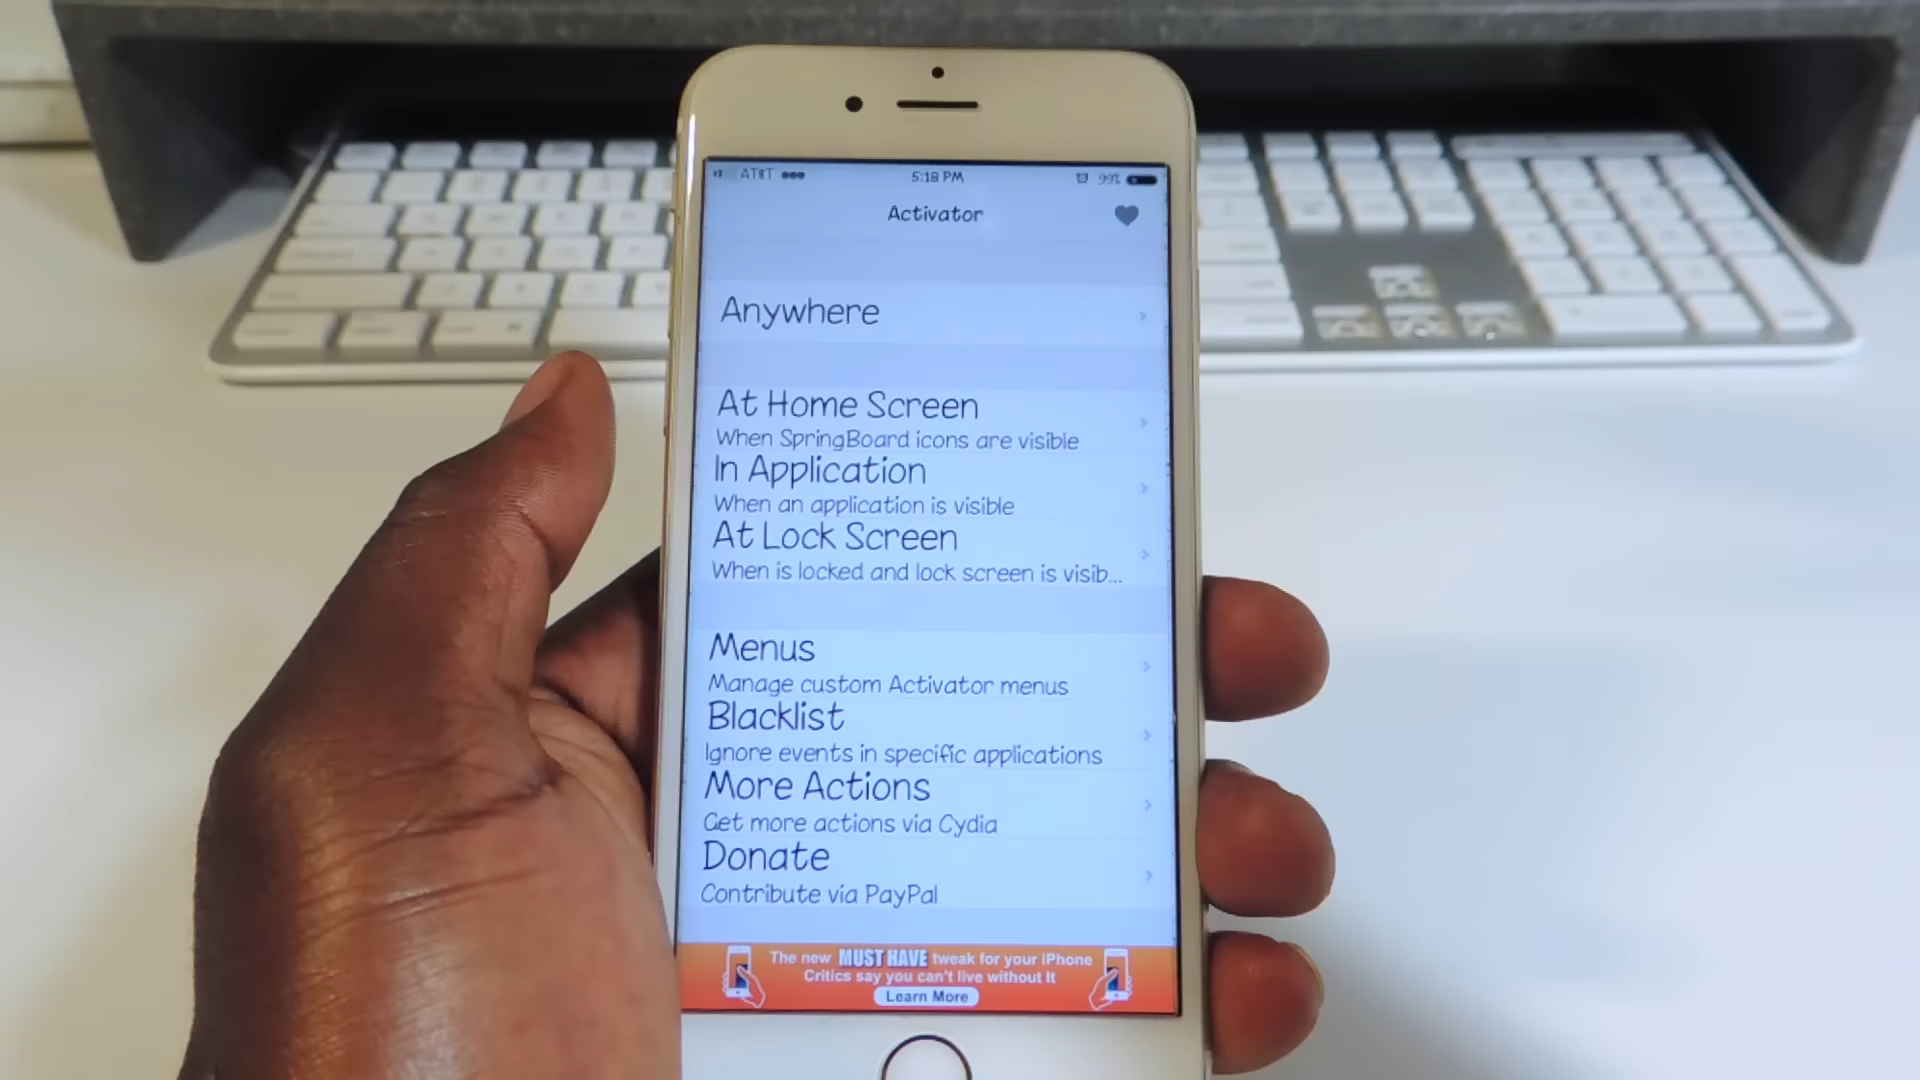 AT&T 5:18 PM 99%
Activator
Anywhere
At Home Screen
When SpringBoard icons are visible
In Application
When an application is visible
At Lock Screen
When is locked and lock screen is visib...
Menus
Manage custom Activator menus
Blacklist
Ignore events in specific applications
More Actions
Get more actions via Cydia
Donate
Contribute via PayPal
The new MUST HAVE tweak for your iPhone
Critics say you can't live without It
Learn More